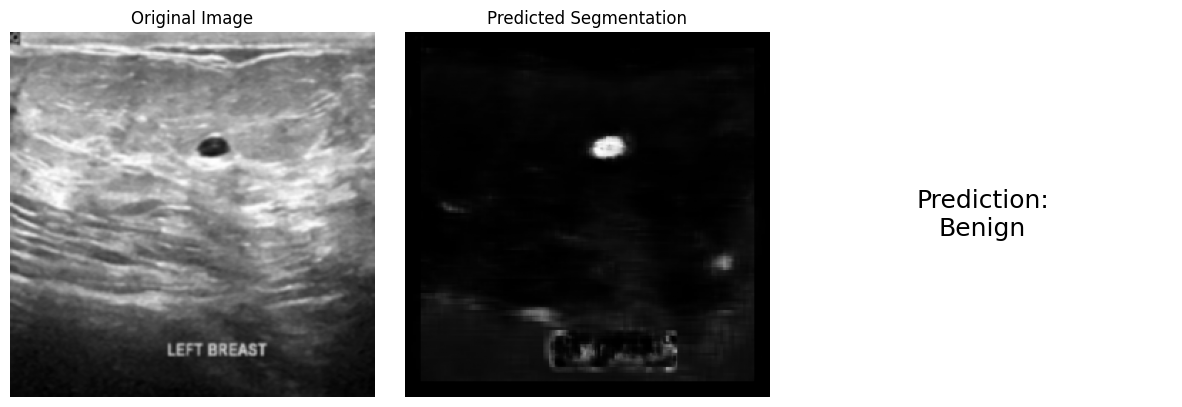 Original Image
Predicted Segmentation
LEFT BREAST
Prediction:
Benign